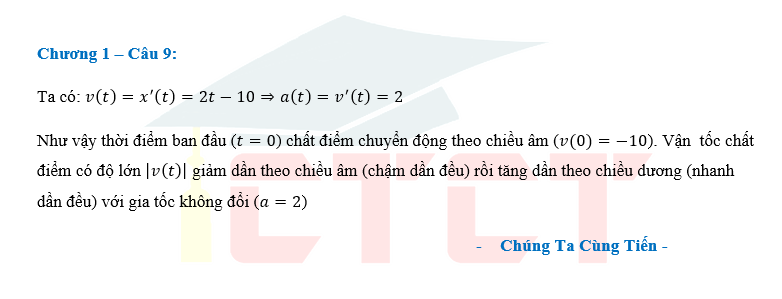 Chương 1 – Câu 9:
Ta có: v(t) = x′(t) = 2t − 10 ⇒ a(t) = v′(t) = 2
Như vậy thời điểm ban đầu (t = 0) chất điểm chuyển động theo chiều âm (v(0) = −10). Vận tốc chất
điểm có độ lớn |v(t)| giảm dần theo chiều âm (chậm dần đều) rồi tăng dần theo chiều dương (nhanh
dần đều) với gia tốc không đổi (a = 2)
CTCT
- Chúng Ta Cùng Tiến -